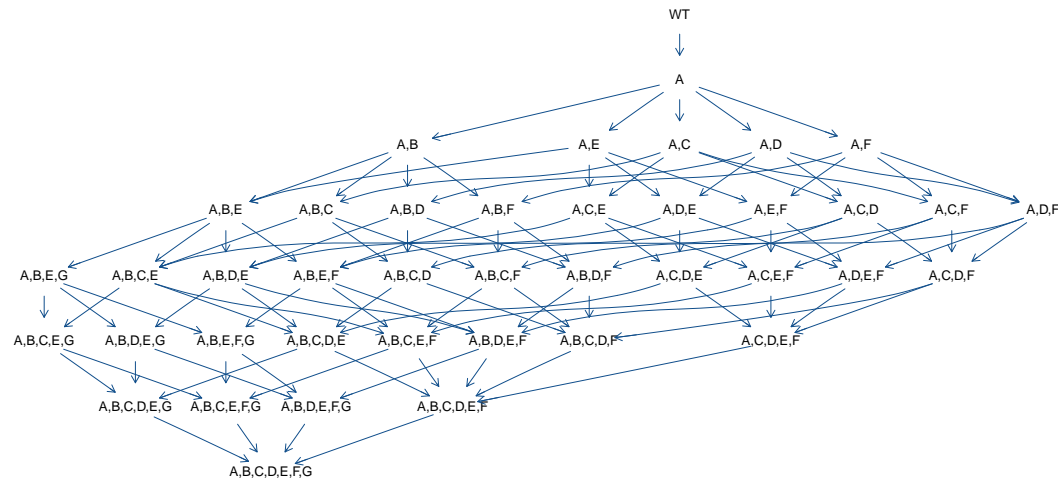 WT
A
A,B A,E A,C A,D A,F
A,B,E A,B,C A,B,D A,B,F A,C,E A,D,E A,E,F A,C,D A,C,F A,D,F
A,B,E,G A,B,C,E A,B,D,E A,B,E,F A,B,C,D A,B,C,F A,B,D,F A,C,D,E A,C,E,F A,D,E,F A,C,D,F
A,B,C,E,G A,B,D,E,G A,B,E,F,G A,B,C,D,E A,B,C,E,F A,B,D,E,F A,B,C,D,F A,C,D,E,F
A,B,C,D,E,G A,B,C,E,F,G A,B,D,E,F,G A,B,C,D,E,F
A,B,C,D,E,F,G